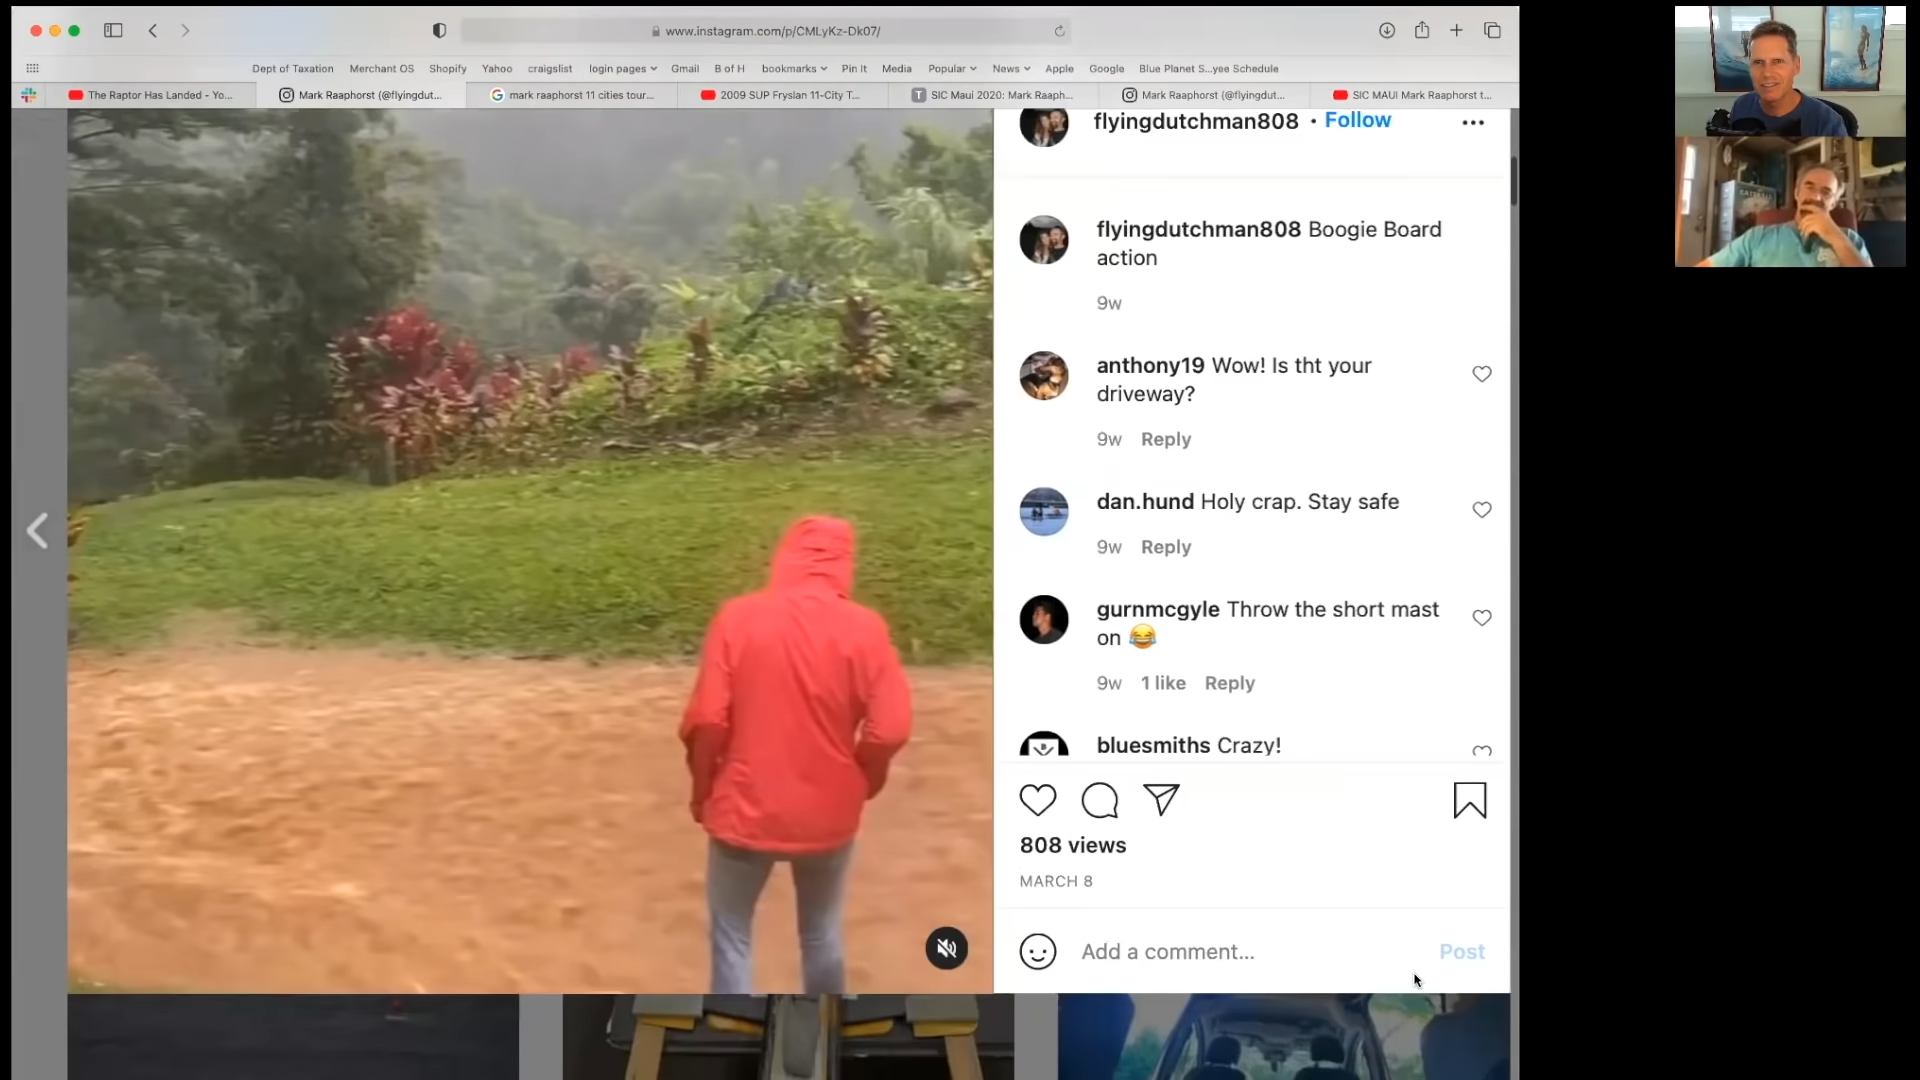 www.instagram.com/p/CMLyKz-Dk07/
Dept of Taxation Merchant OS Shopify Yahoo craigslist login pages Gmail B of H bookmarks Pin It Media Popular News Apple Google Blue Planet S...yee Schedule
The Raptor Has Landed - Yo... Mark Raaphorst (@flyingdut... mark raaphorst 11 cities tour... 2009 SUP Fryslan 11-City T... SIC Maui 2020: Mark Raaph... Mark Raaphorst (@flyingdut... SIC MAUI Mark Raaphorst t...
flyingdutchman808 • Follow
flyingdutchman808 Boogie Board
action
9w
anthony19 Wow! Is tht your
driveway?
9w Reply
dan.hund Holy crap. Stay safe
9w Reply
gurnmcgyle Throw the short mast
on 😂
9w 1 like Reply
bluesmiths Crazy!
808 views
MARCH 8
Add a comment... Post